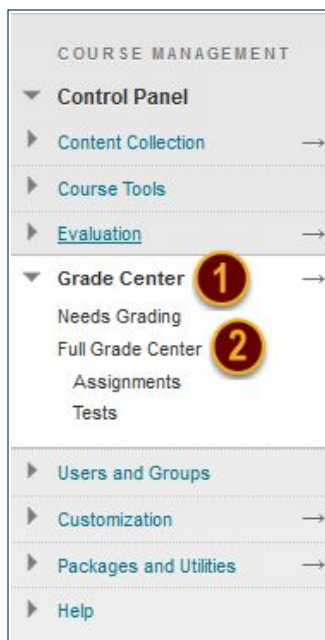 COURSE MANAGEMENT
Control Panel
Content Collection
Course Tools
Evaluation
Grade Center 1
Needs Grading
Full Grade Center 2
Assignments
Tests
Users and Groups
Customization
Packages and Utilities
Help